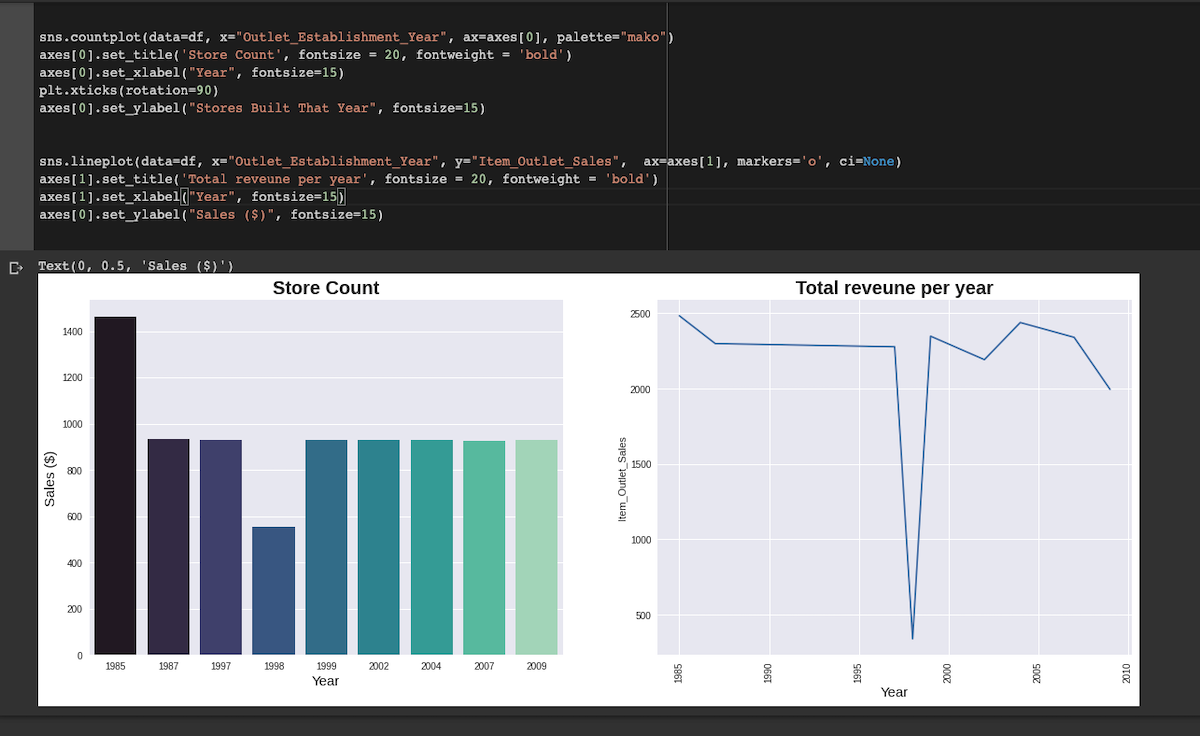 sns.countplot(data=df, x="Outlet_Establishment_Year", ax=axes[0], palette="mako")
axes[0].set_title('Store Count', fontsize = 20, fontweight = 'bold')
axes[0].set_xlabel("Year", fontsize=15)
plt.xticks(rotation=90)
axes[0].set_ylabel("Stores Built That Year", fontsize=15)
sns.lineplot(data=df, x="Outlet_Establishment_Year", y="Item_Outlet_Sales",  ax=axes[1], markers='o', ci=None)
axes[1].set_title('Total reveune per year', fontsize = 20, fontweight = 'bold')
axes[1].set_xlabel("Year", fontsize=15)
axes[0].set_ylabel("Sales ($)", fontsize=15)
Text(0, 0.5, 'Sales ($)')
Store Count
1400
1200
1000
800
600
400
200
0
Sales ($)
1985 1987 1997 1998 1999 2002 2004 2007 2009
Year
Total reveune per year
2500
2000
1500
1000
500
Item_Outlet_Sales
1985 1990 1995 2000 2005 2010
Year